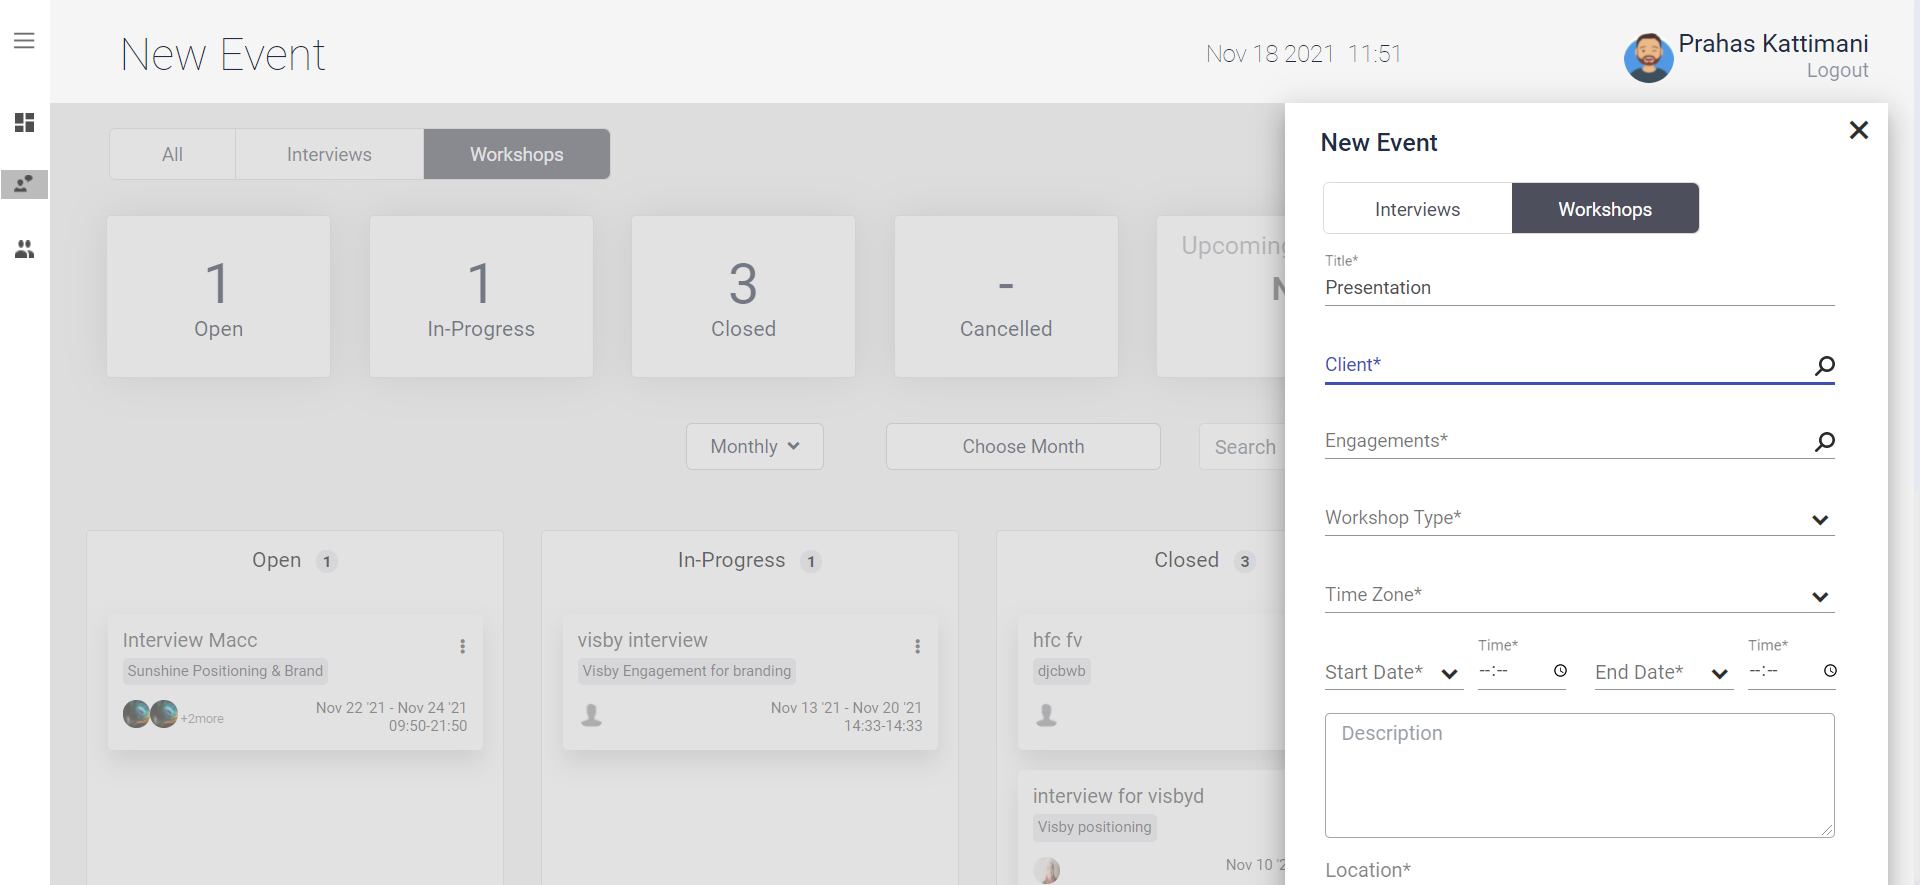 New Event
Nov 18 2021 11:51
Prahas Kattimani
Logout
All
Interviews
Workshops
1
Open
1
In-Progress
3
Closed
-
Cancelled
Upcoming
N
Monthly
Choose Month
Search
Open 1
Interview Macc
Sunshine Positioning & Brand
+2more
Nov 22 '21 - Nov 24 '21
09:50-21:50
In-Progress 1
visby interview
Visby Engagement for branding
Nov 13 '21 - Nov 20 '21
14:33-14:33
Closed 3
hfc fv
djcbwb
interview for visbyd
Visby positioning
Nov 10 '2
New Event
Interviews
Workshops
Title*
Presentation
Client*
Engagements*
Workshop Type*
Time Zone*
Start Date*
Time*
--:--
End Date*
Time*
--:--
Description
Location*